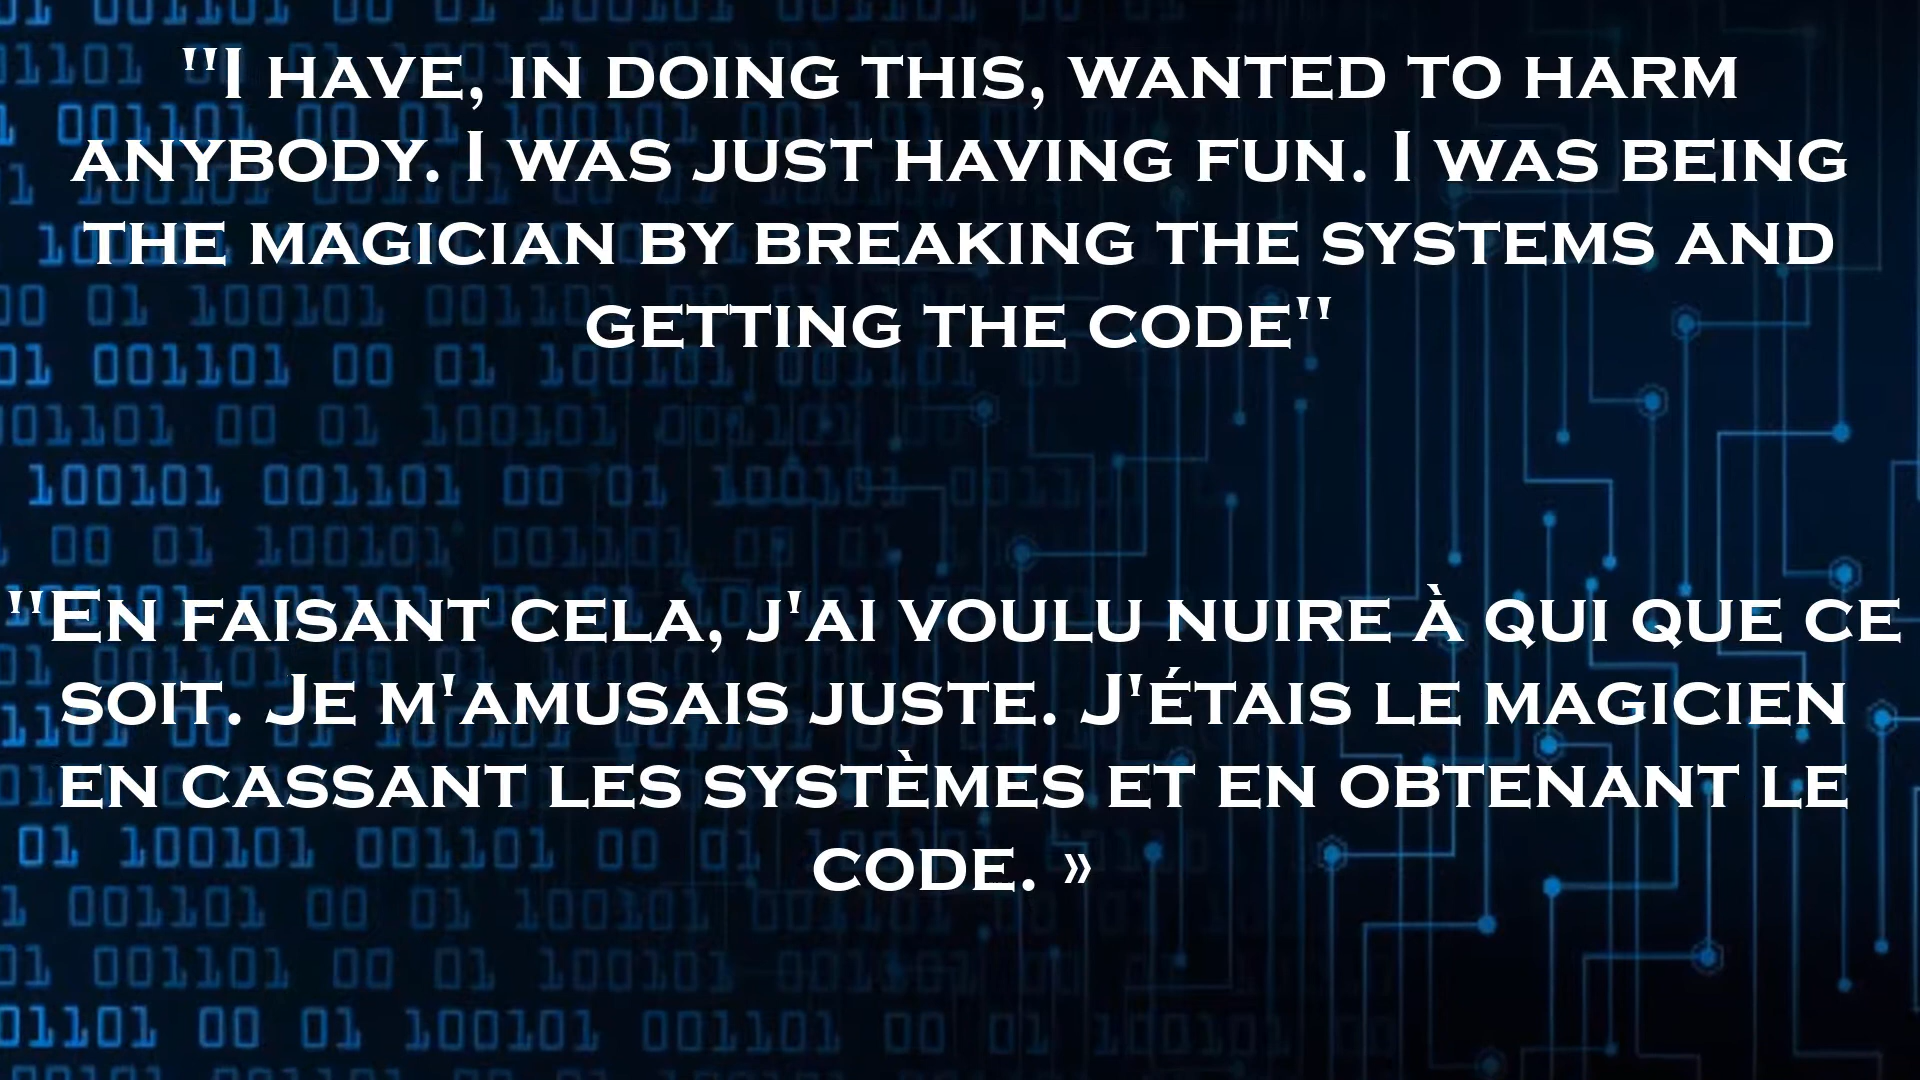 "I HAVE, IN DOING THIS, WANTED TO HARM
ANYBODY. I WAS JUST HAVING FUN. I WAS BEING
THE MAGICIAN BY BREAKING THE SYSTEMS AND
GETTING THE CODE"
"EN FAISANT CELA, J'AI VOULU NUIRE À QUI QUE CE
SOIT. JE M'AMUSAIS JUSTE. J'ÉTAIS LE MAGICIEN
EN CASSANT LES SYSTÈMES ET EN OBTENANT LE
CODE. »